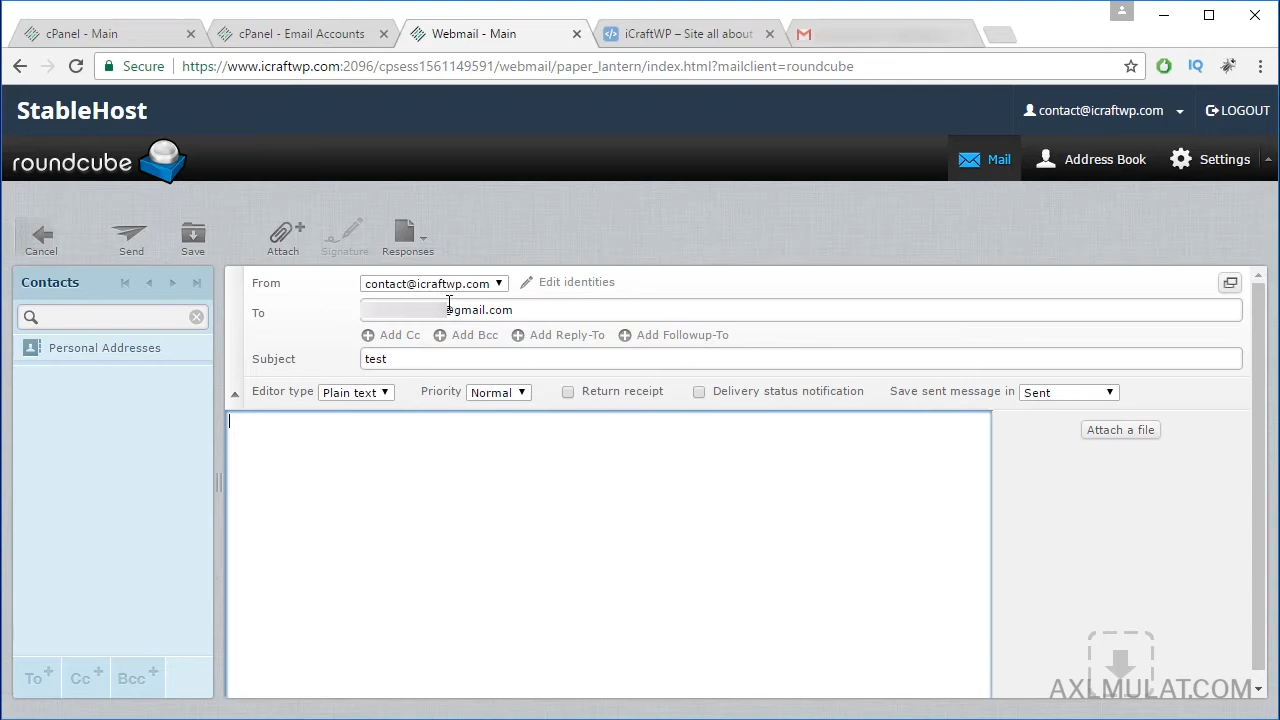 cPanel - Main
cPanel - Email Accounts
Webmail - Main
iCraftWP – Site all about
Secure
https://www.icraftwp.com:2096/cpsess1561149591/webmail/paper_lantern/index.html?mailclient=roundcube
IQ
StableHost
contact@icraftwp.com
LOGOUT
roundcube
Mail
Address Book
Settings
Cancel
Send
Save
Attach
Signature
Responses
Contacts
Personal Addresses
From
contact@icraftwp.com
Edit identities
To
@gmail.com
Add Cc
Add Bcc
Add Reply-To
Add Followup-To
Subject
test
Editor type
Plain text
Priority
Normal
Return receipt
Delivery status notification
Save sent message in
Sent
Attach a file
To
Cc
Bcc
AXLMULAT.COM